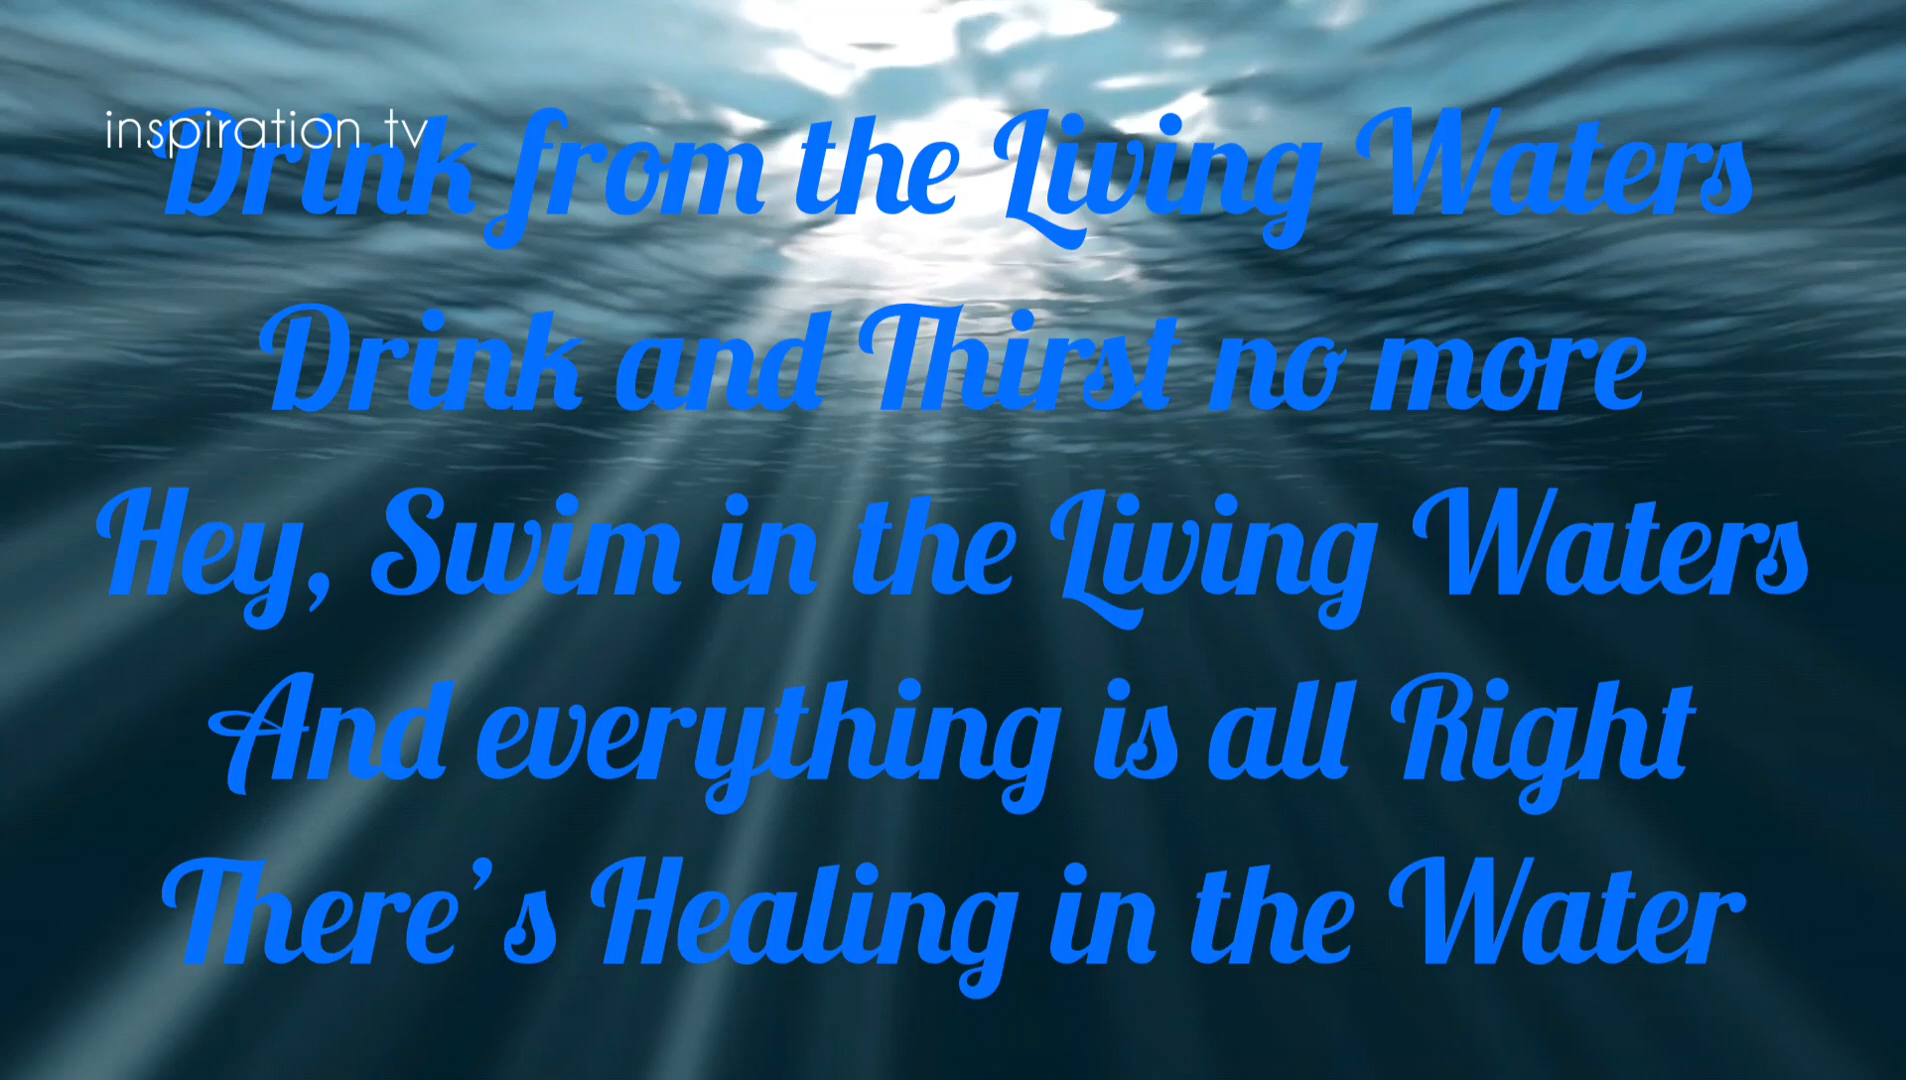 inspiration tv
Drink from the Living Waters
Drink and Thirst no more
Hey, Swim in the Living Waters
And everything is all Right
There's Healing in the Water